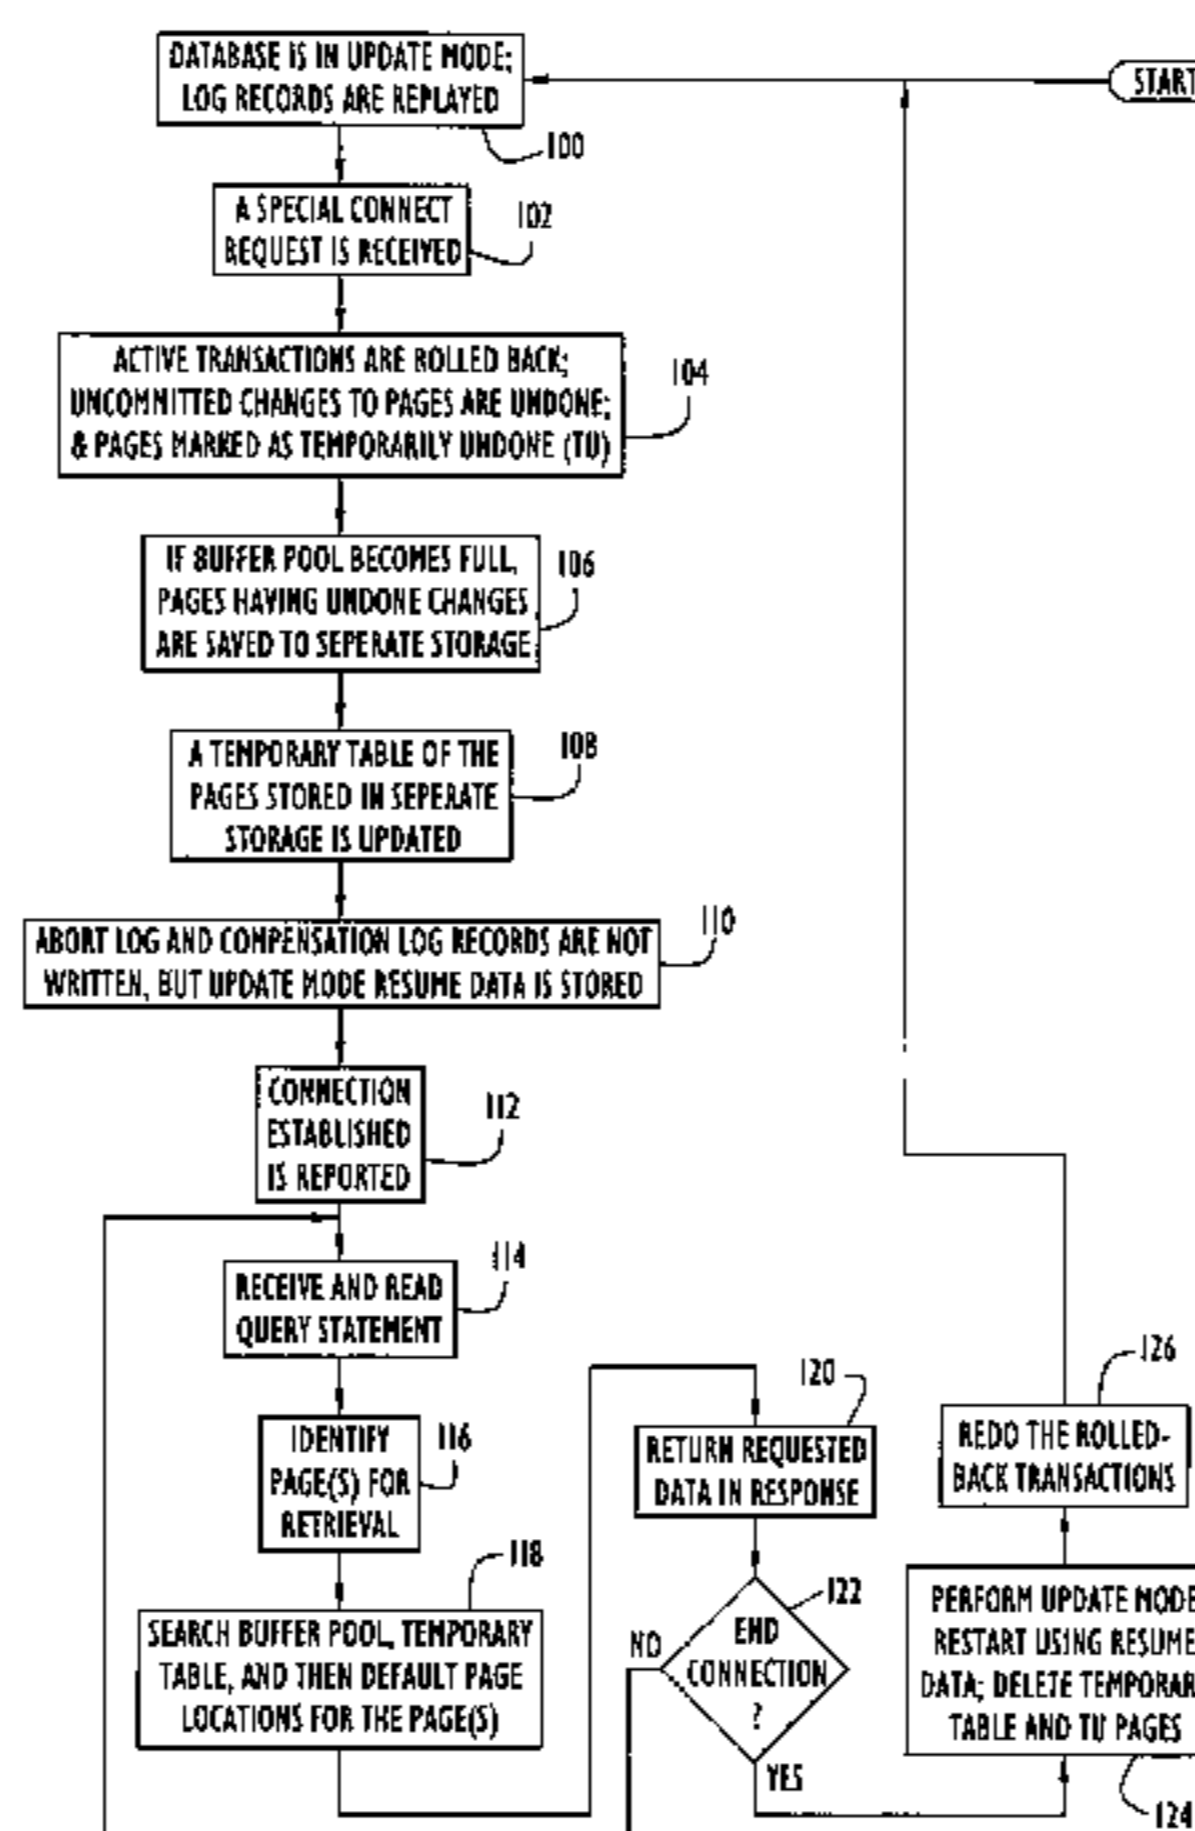 DATABASE IS IN UPDATE MODE;
LOG RECORDS ARE REPLAYED
START
100
A SPECIAL CONNECT
REQUEST IS RECEIVED
102
ACTIVE TRANSACTIONS ARE ROLLED BACK;
UNCOMMITTED CHANGES TO PAGES ARE UNDONE;
& PAGES MARKED AS TEMPORARILY UNDONE (TU)
104
IF BUFFER POOL BECOMES FULL,
PAGES HAVING UNDONE CHANGES
ARE SAVED TO SEPERATE STORAGE
106
A TEMPORARY TABLE OF THE
PAGES STORED IN SEPERATE
STORAGE IS UPDATED
108
ABORT LOG AND COMPENSATION LOG RECORDS ARE NOT
WRITTEN, BUT UPDATE MODE RESUME DATA IS STORED
110
CONNECTION
ESTABLISHED
IS REPORTED
112
RECEIVE AND READ
QUERY STATEMENT
114
IDENTIFY
PAGE(S) FOR
RETRIEVAL
116
SEARCH BUFFER POOL, TEMPORARY
TABLE, AND THEN DEFAULT PAGE
LOCATIONS FOR THE PAGE(S)
118
RETURN REQUESTED
DATA IN RESPONSE
120
END
CONNECTION
?
122
NO
YES
PERFORM UPDATE MODE
RESTART USING RESUME
DATA; DELETE TEMPORAR
TABLE AND TU PAGES
124
REDO THE ROLLED-
BACK TRANSACTIONS
126